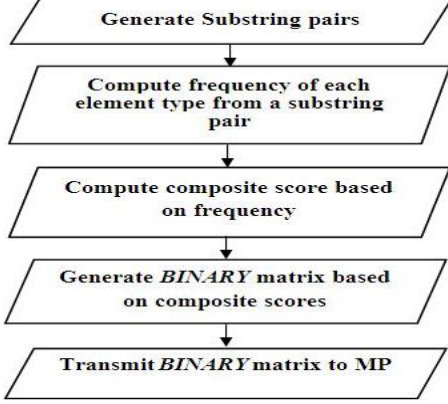 Generate Substring pairs
Compute frequency of each
element type from a substring
pair
Compute composite score based
on frequency
Generate BINARY matrix based
on composite scores
Transmit BINARY matrix to MP